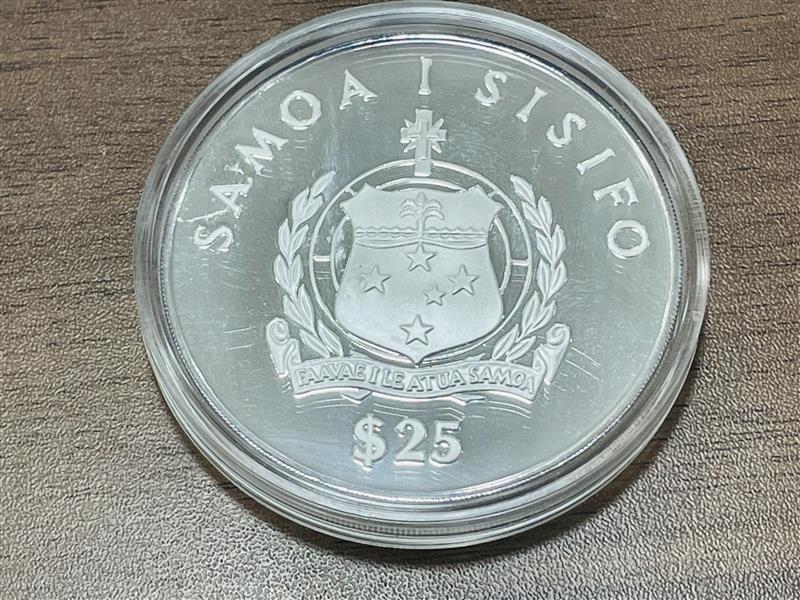 SAMOA I SISIFO
FAAVAE I LE ATUA SAMOA
$25